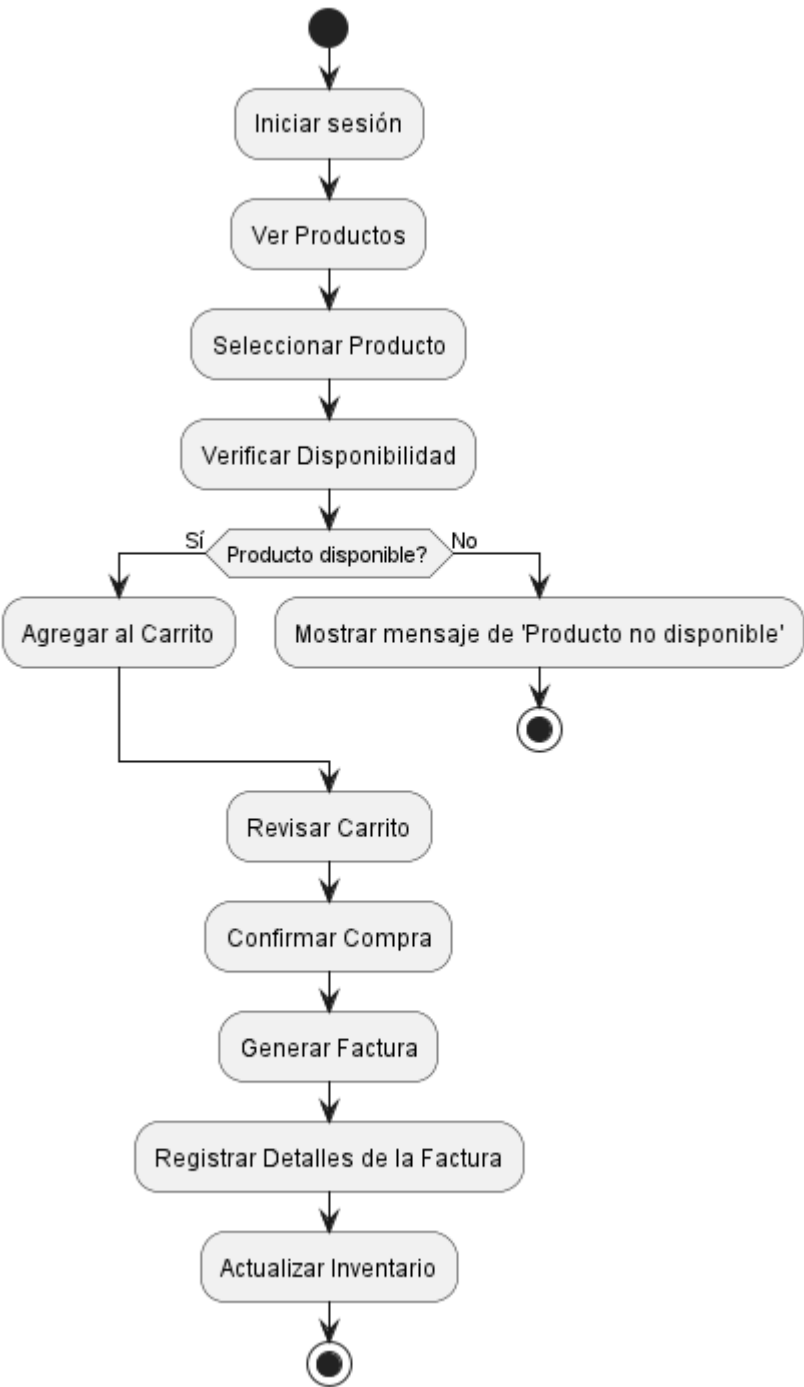 Iniciar sesión
Ver Productos
Seleccionar Producto
Verificar Disponibilidad
Sí
Producto disponible?
No
Agregar al Carrito
Mostrar mensaje de 'Producto no disponible'
Revisar Carrito
Confirmar Compra
Generar Factura
Registrar Detalles de la Factura
Actualizar Inventario